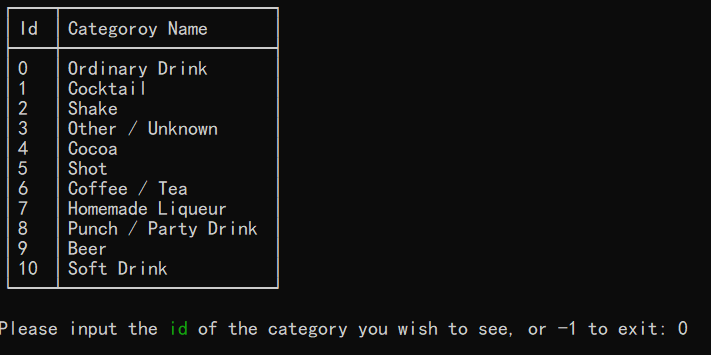 Id Categoroy Name
0 Ordinary Drink
1 Cocktail
2 Shake
3 Other / Unknown
4 Cocoa
5 Shot
6 Coffee / Tea
7 Homemade Liqueur
8 Punch / Party Drink
9 Beer
10 Soft Drink
Please input the id of the category you wish to see, or -1 to exit: 0